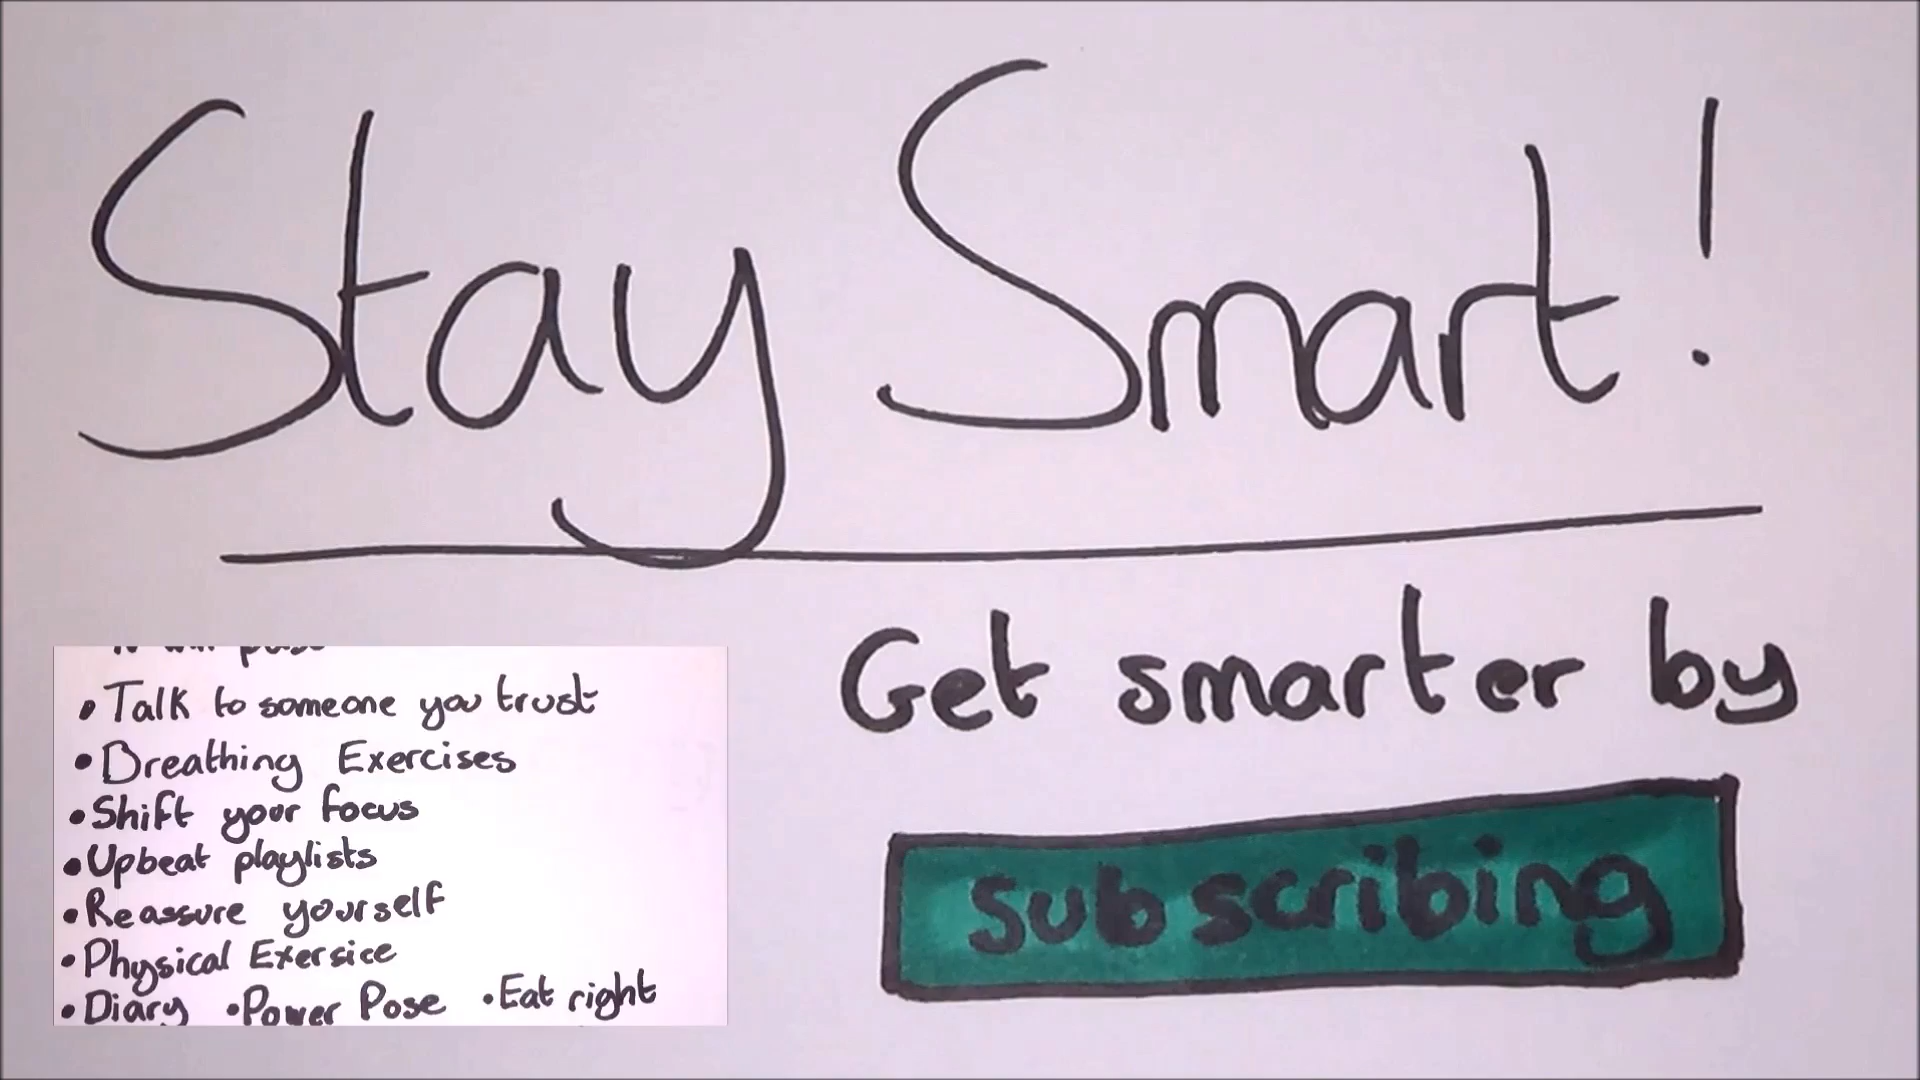 Stay Smart!
Get smarter by
subscribing
• Talk to someone you trust
• Breathing Exercises
• Shift your focus
• Upbeat playlists
• Reassure yourself
• Physical Exersice
• Diary • Power Pose • Eat right